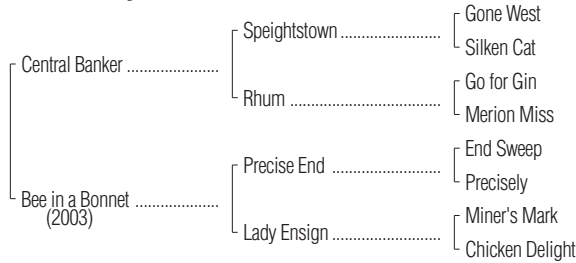 Gone West
Speightstown ....................
Silken Cat
Central Banker ....................
Go for Gin
Rhum ..............................
Merion Miss
End Sweep
Precise End .....................
Precisely
Bee in a Bonnet ..................
(2003)
Miner's Mark
Lady Ensign ......................
Chicken Delight